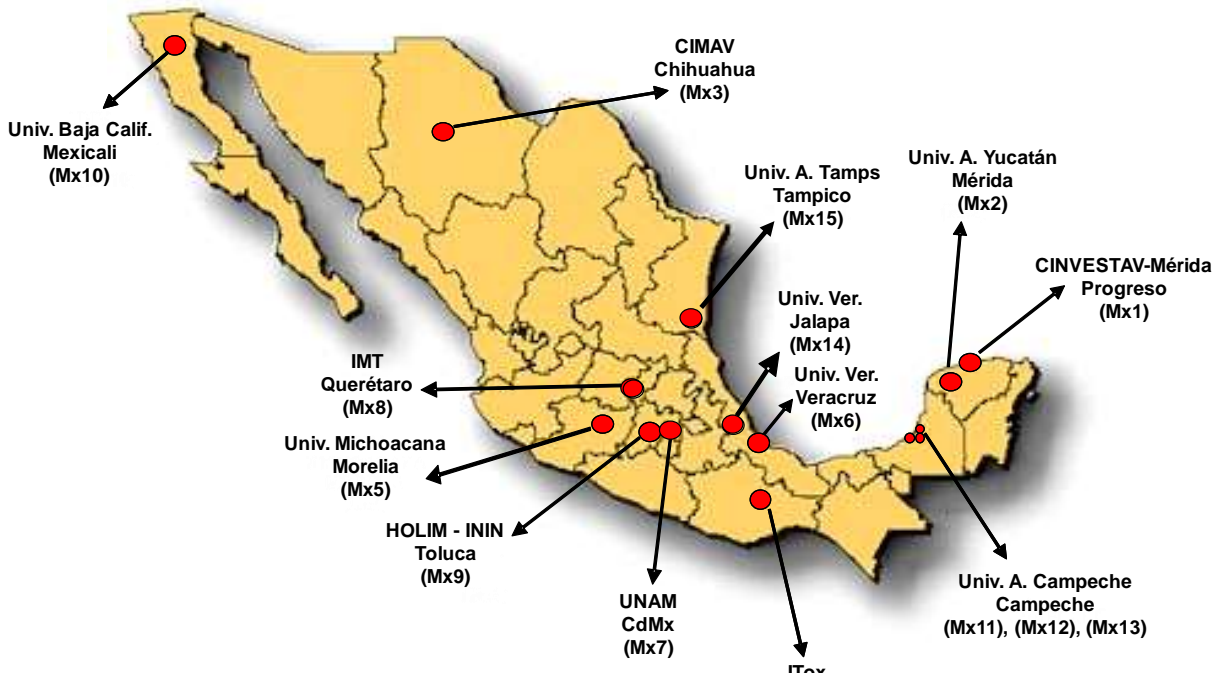 CIMAV
Chihuahua
(Mx3)
Univ. Baja Calif.
Mexicali
(Mx10)
Univ. A. Tamps
Tampico
(Mx15)
Univ. A. Yucatán
Mérida
(Mx2)
CINVESTAV-Mérida
Progreso
(Mx1)
Univ. Ver.
Jalapa
(Mx14)
IMT
Querétaro
(Mx8)
Univ. Ver.
Veracruz
(Mx6)
Univ. Michoacana
Morelia
(Mx5)
HOLIM - ININ
Toluca
(Mx9)
UNAM
CdMx
(Mx7)
Univ. A. Campeche
Campeche
(Mx11), (Mx12), (Mx13)